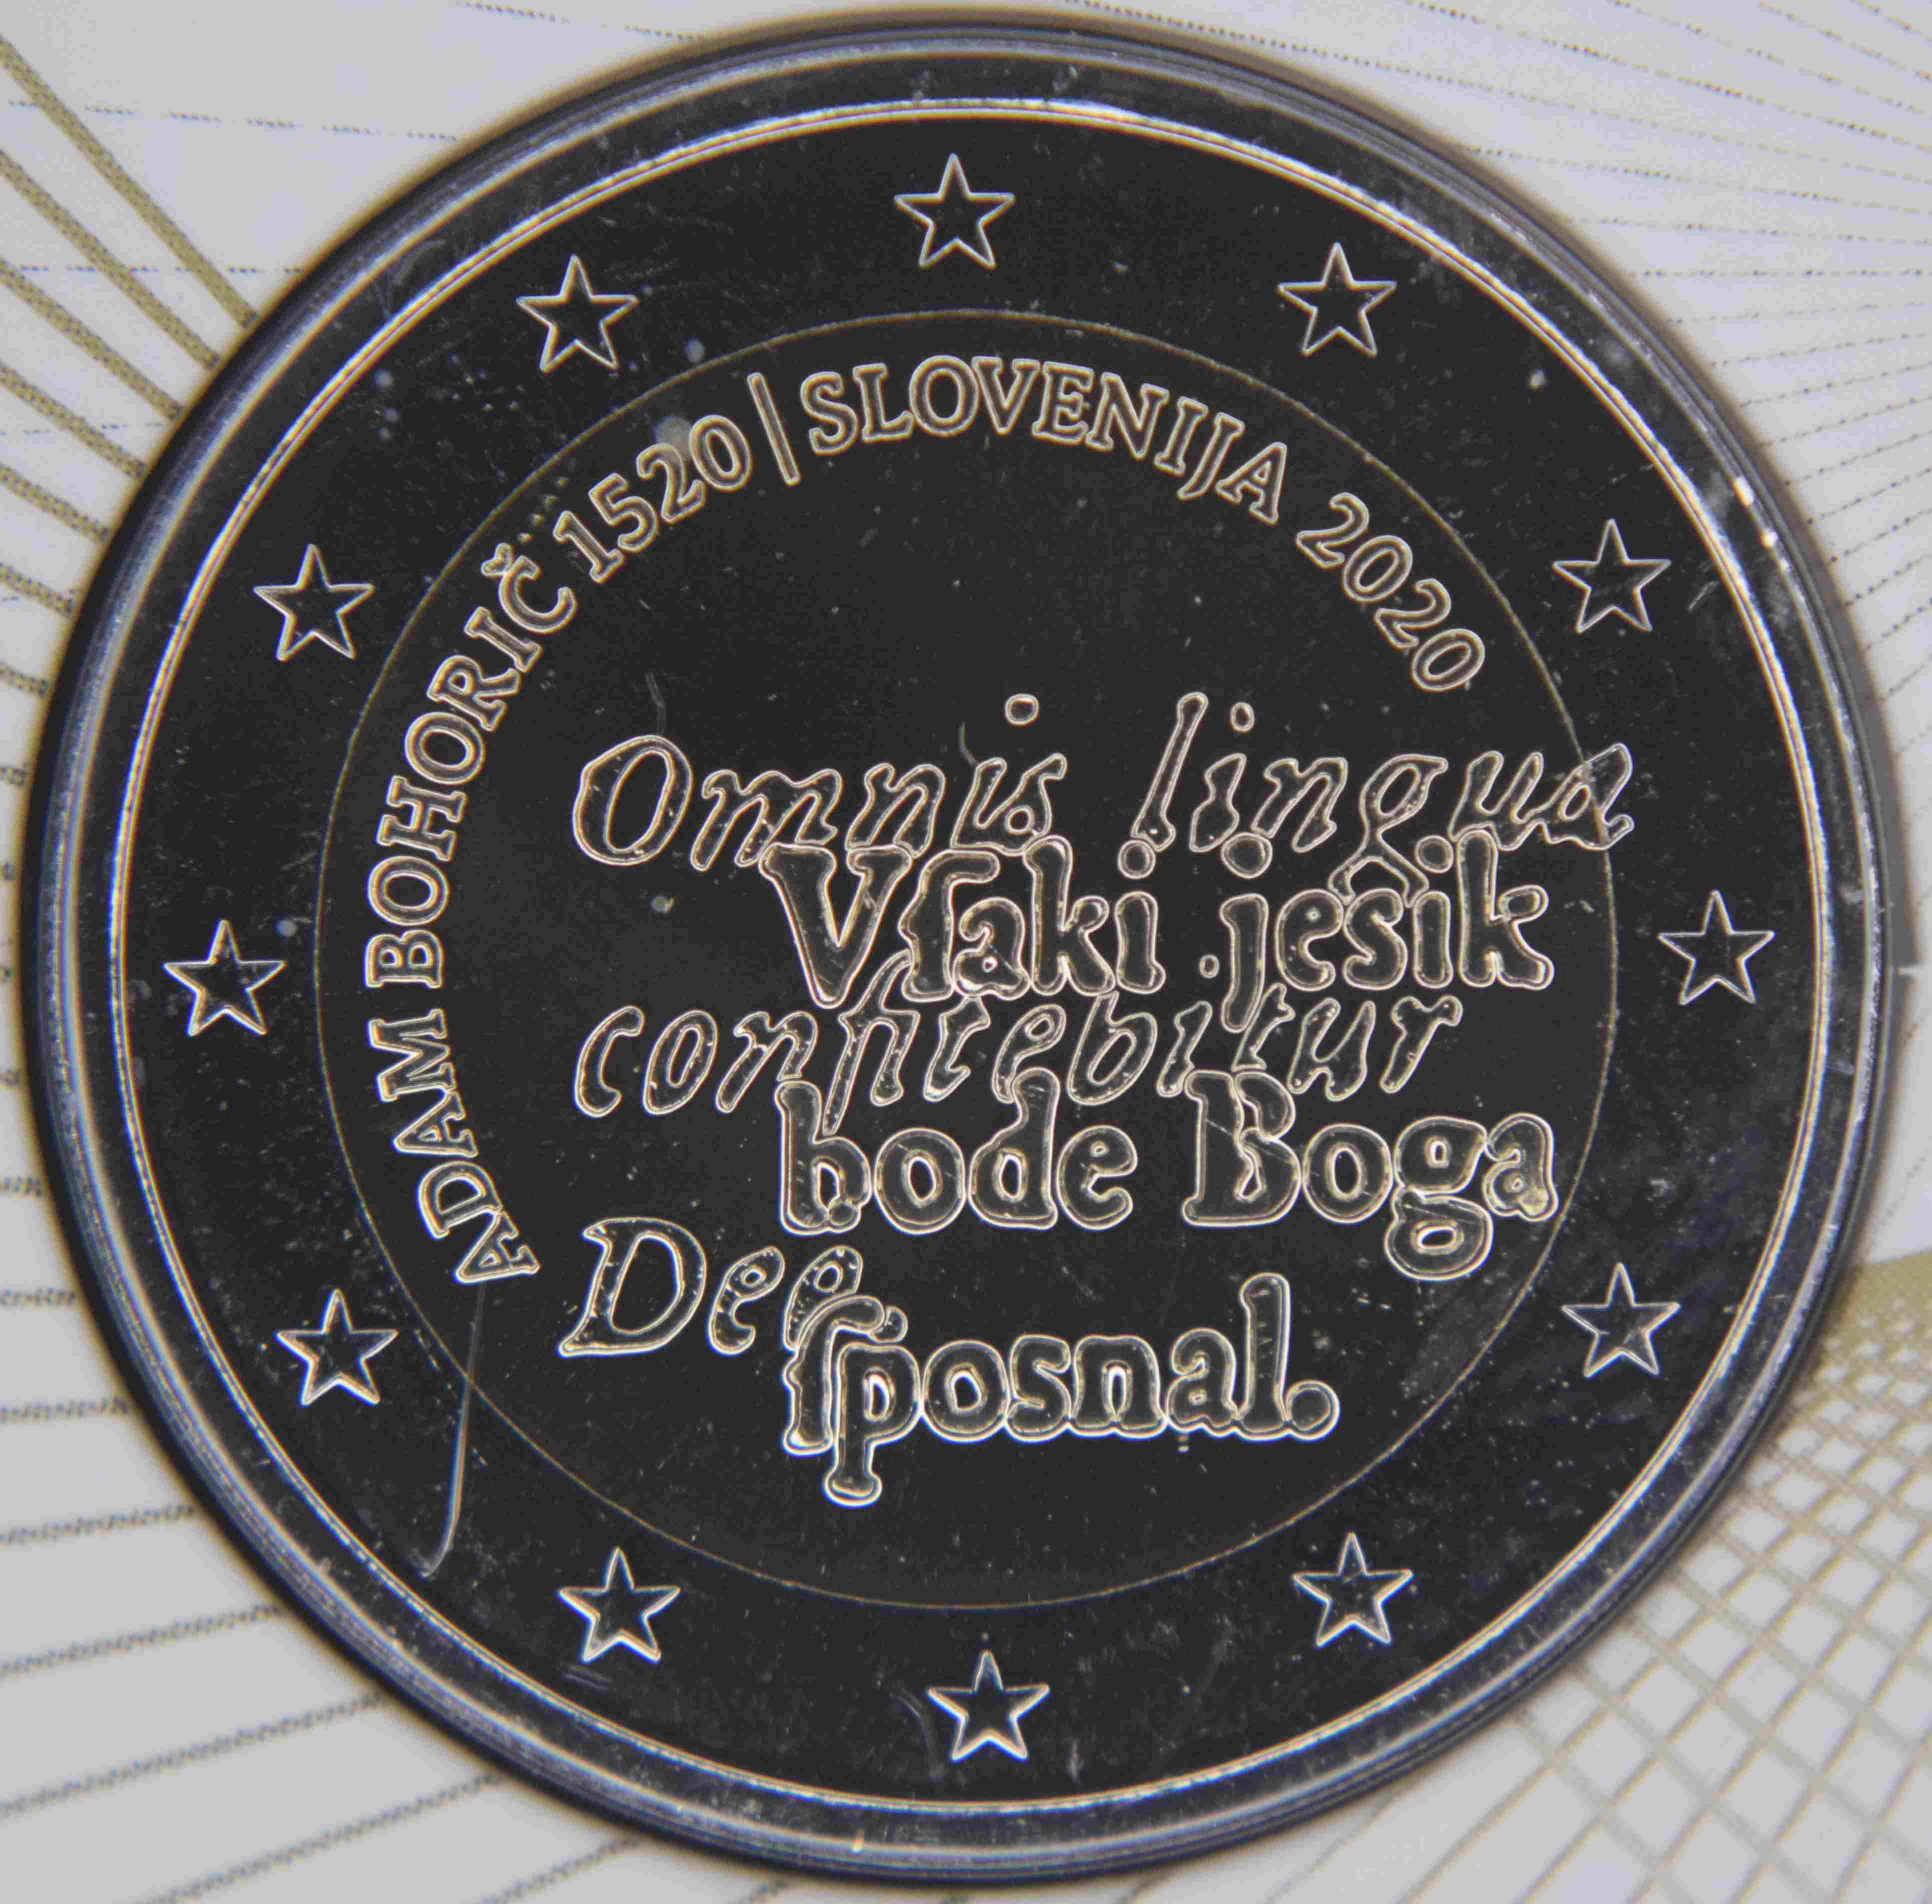 ADAM BOHORIČ 1520 | SLOVENIJA 2020
Omnis lingua
Vſaki jesik
confitebitur
bode Boga
Deo
ſposnal.